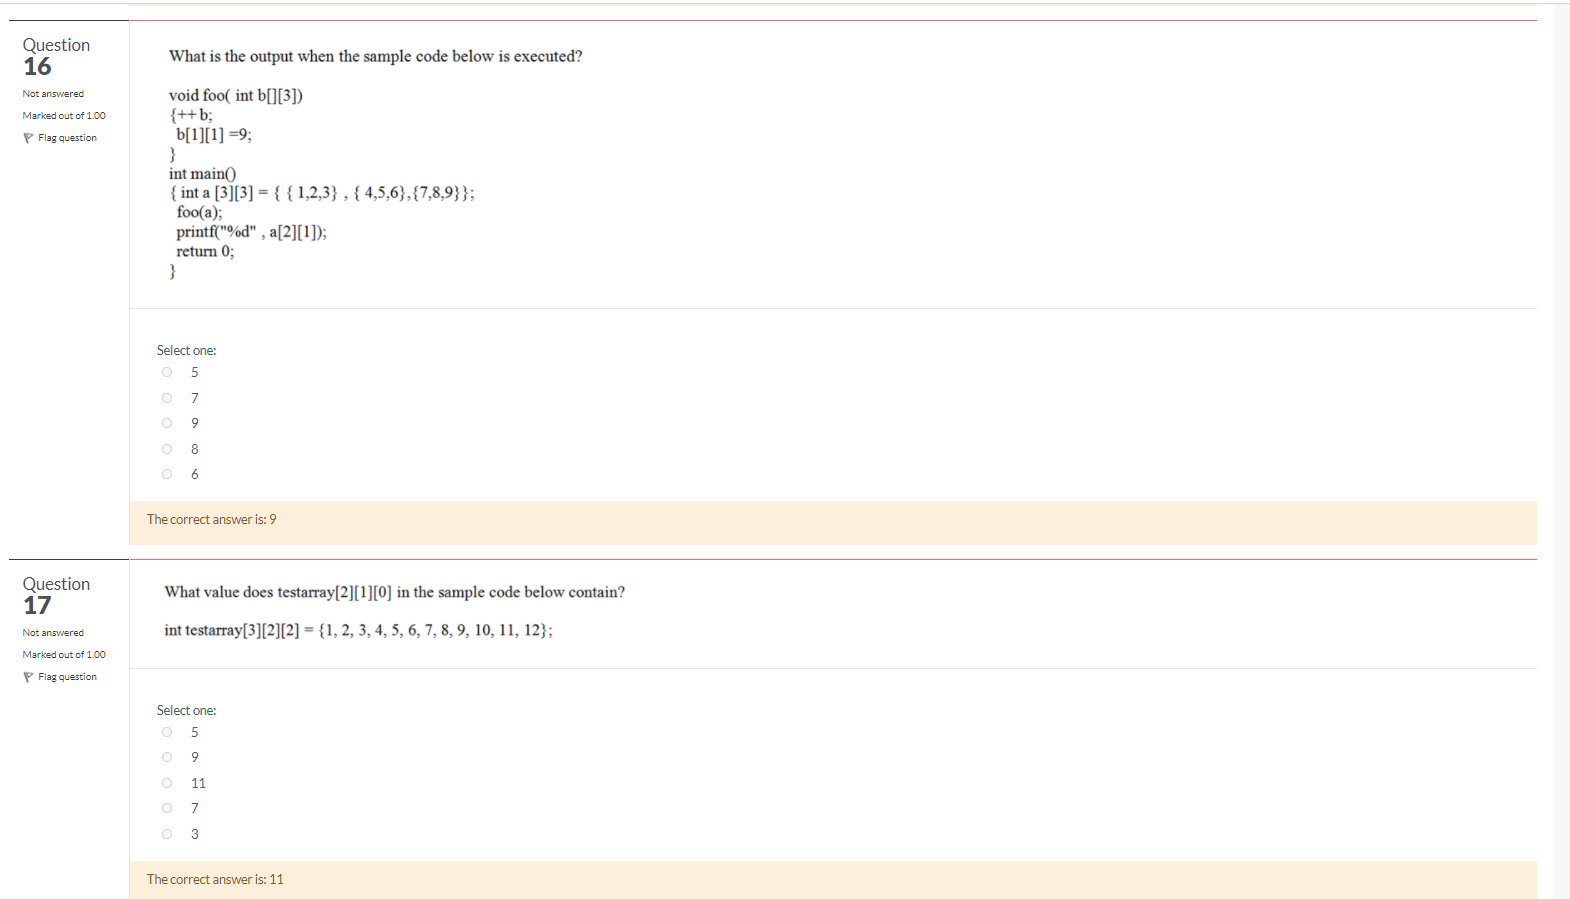 Question
16
Not answered
Marked out of 1.00
Flag question
What is the output when the sample code below is executed?
void foo( int b[][3])
{++b;
b[1][1] =9;
}
int main()
{ int a [3][3] = { { 1,2,3} , { 4,5,6},{7,8,9}};
foo(a);
printf("%d" , a[2][1]);
return 0;
}
Select one:
5
7
9
8
6
The correct answer is: 9
Question
17
Not answered
Marked out of 1.00
Flag question
What value does testarray[2][1][0] in the sample code below contain?
int testarray[3][2][2] = {1, 2, 3, 4, 5, 6, 7, 8, 9, 10, 11, 12};
Select one:
5
9
11
7
3
The correct answer is: 11